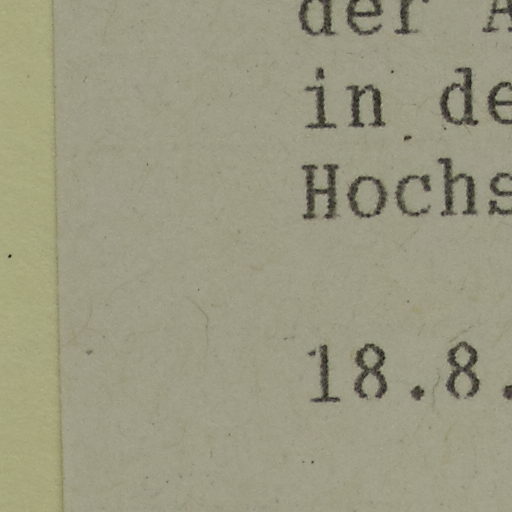 der A
in de
Hochs
18.8.